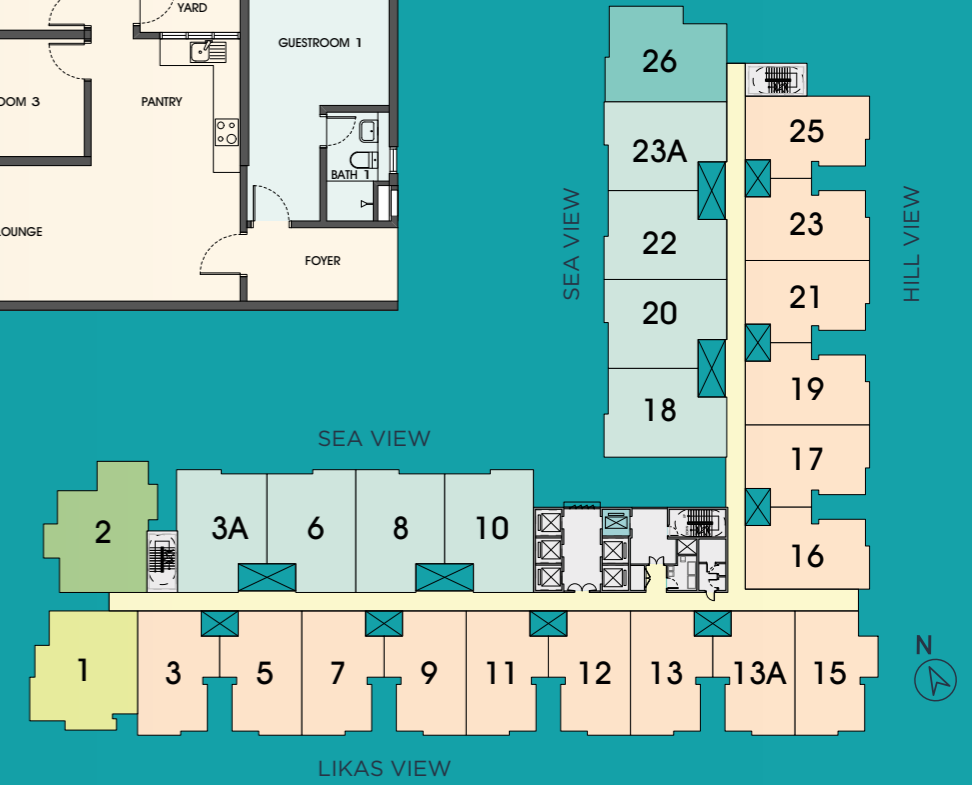 YARD
GUESTROOM 1
OOM 3
PANTRY
BATH 1
LOUNGE
FOYER
26
25
23A
23
SEA VIEW
HILL VIEW
22
21
20
19
18
SEA VIEW
17
2
3A
6
8
10
16
N
1
3
5
7
9
11
12
13
13A
15
LIKAS VIEW